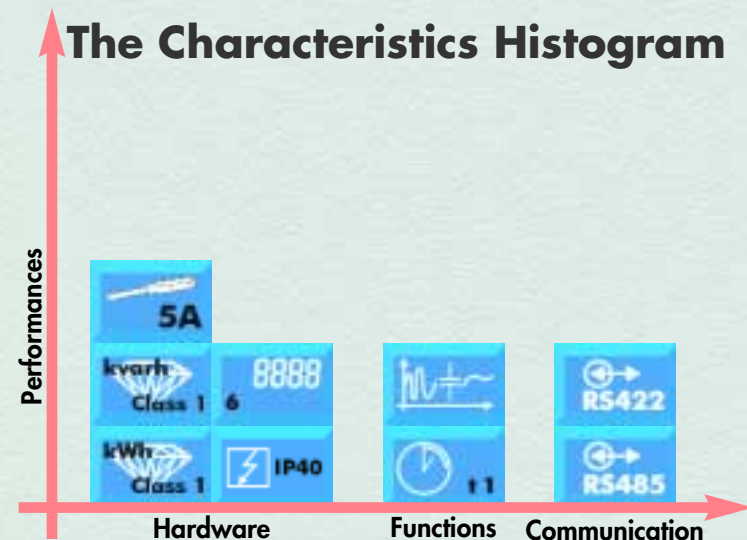 The Characteristics Histogram
Performances
5A
kvarh
Class 1
8888
6
kWh
Class 1
IP40
t 1
RS422
RS485
Hardware
Functions
Communication